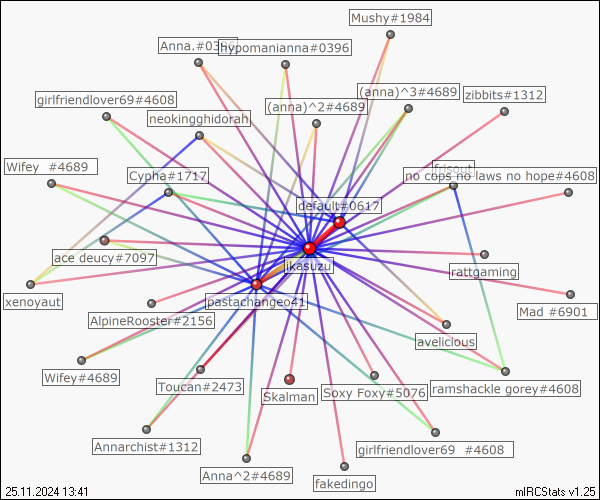 Mushy#1984
Anna.#0396
hypomanianna#0396
girlfriendlover69#4608
neokingghidorah
(anna)^2#4689
(anna)^3#4689
zibbits#1312
Wifey  #4689
Cypha#1717
frisout
no cops no laws no hope#4608
default#0617
ace deucy#7097
ikasuzu
rattgaming
xenoyaut
pastachangeo41
AlpineRooster#2156
Mad #6901
avelicious
Wifey#4689
Toucan#2473
Skalman
Soxy Foxy#5076
ramshackle gorey#4608
Annarchist#1312
Anna^2#4689
girlfriendlover69  #4608
fakedingo
25.11.2024 13:41
mIRCStats v1.25